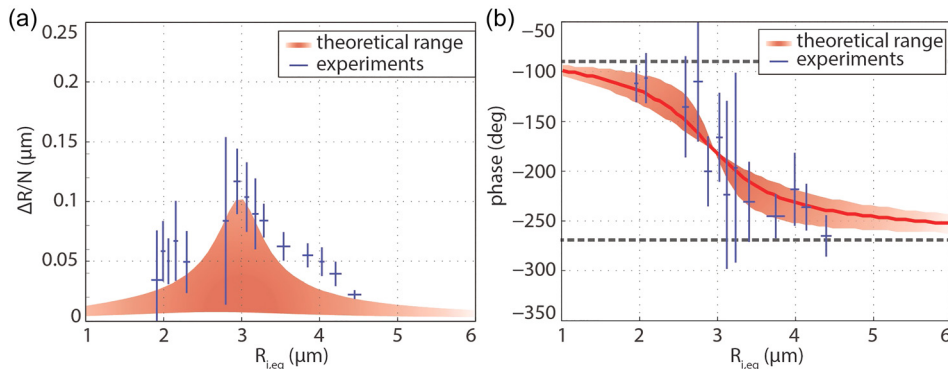 (a)
0.25
0.2
0.15
0.1
0.05
0
ΔR/N (µm)
theoretical range
experiments
1 2 3 4 5 6
R i,eq (µm)
(b)
−50
−100
−150
−200
−250
−300
−350
phase (deg)
theoretical range
experiments
1 2 3 4 5 6
R i,eq (µm)